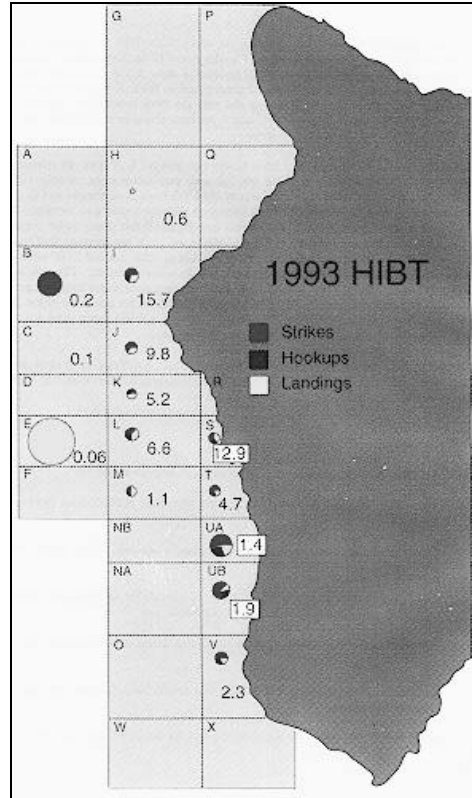 G P
A H Q
0.6
B I
1993 HIBT
0.2 15.7
C J
Strikes
0.1 9.8
Hookups
D K R
5.2
Landings
E L S
0.06 6.6 12.9
F M T
1.1 4.7
NB UA
1.4
NA UB
1.9
O V
2.3
W X